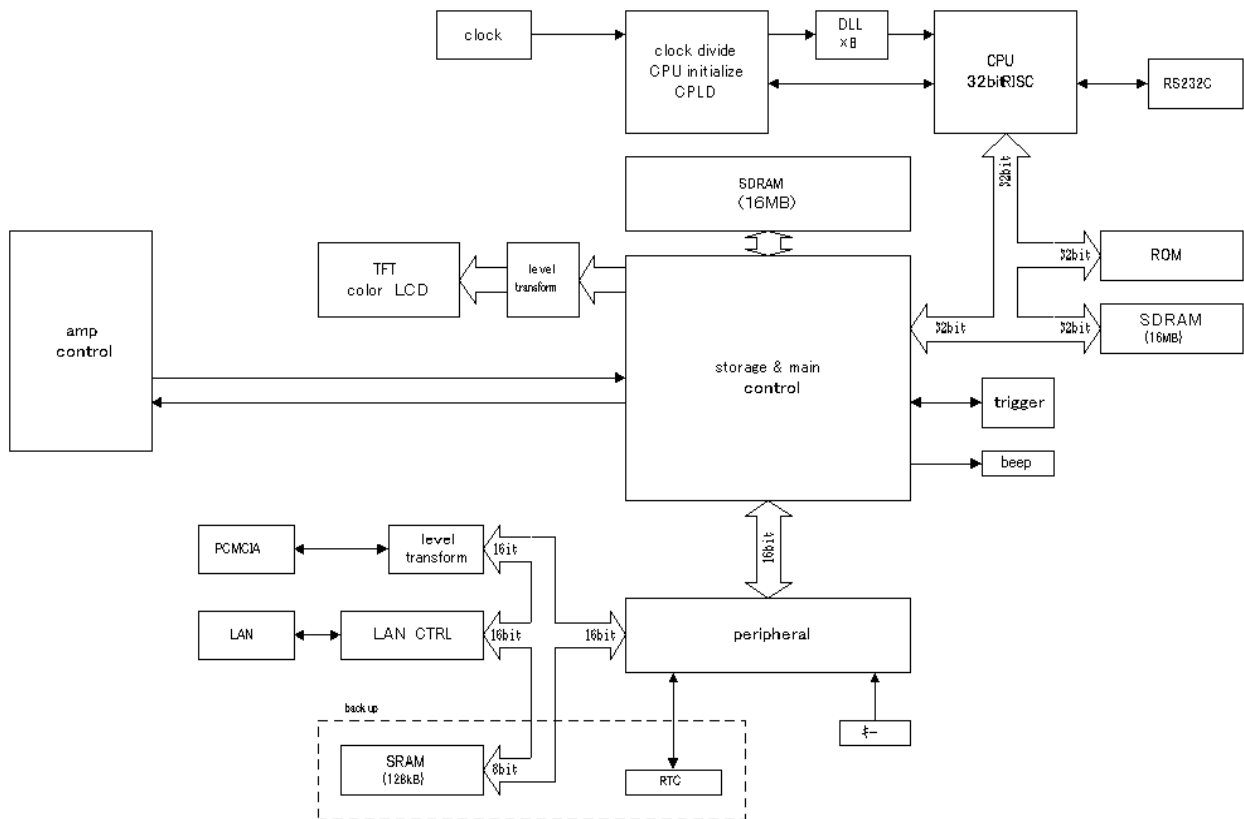 clock
clock divide
CPU initialize
CPLD
DLL
×8
CPU
32bitRISC
RS232C
32bit
SDRAM
(16MB)
TFT
color LCD
level
transform
32bit
ROM
amp
control
32bit
32bit
SDRAM
(16MB)
storage & main
control
trigger
beep
PCMCIA
level
transform
16it
16bit
LAN
LAN CTRL
16bit
16bit
peripheral
back up
キー
SRAM
(128kB)
8bit
RTC